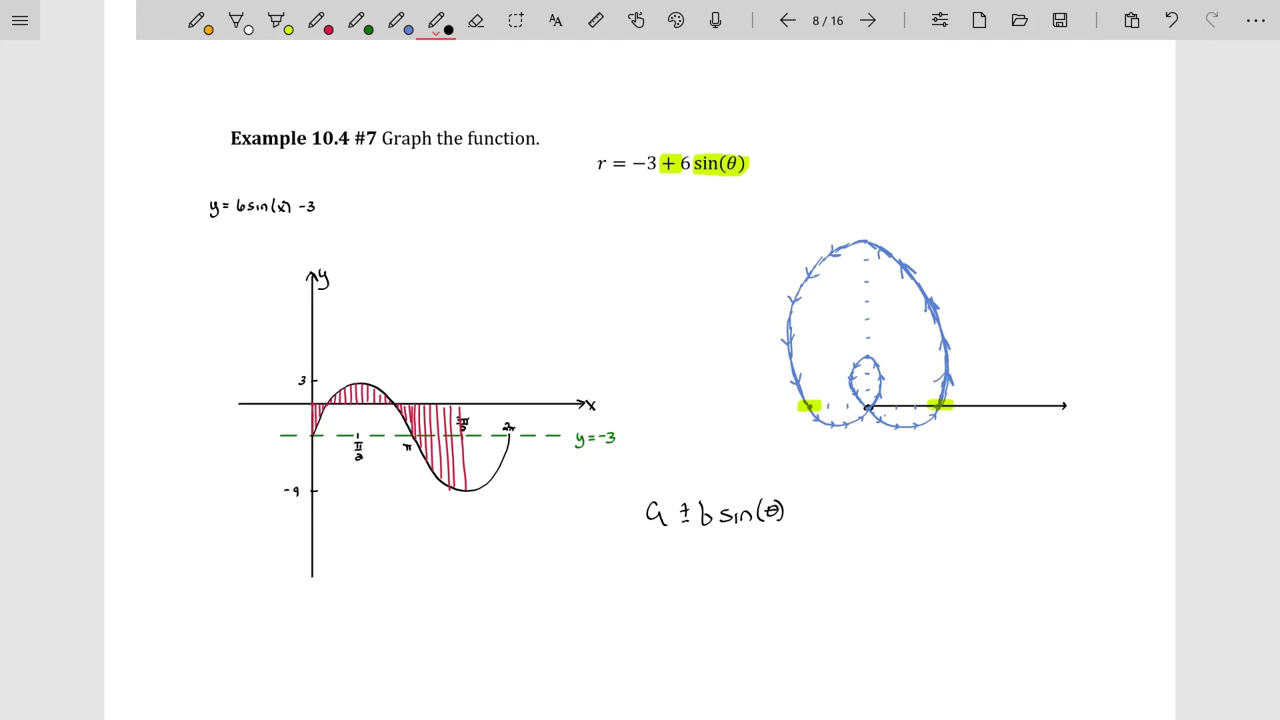 8 / 16
Example 10.4 #7 Graph the function.
r = −3 + 6 sin(θ)
y = 6sin(x) -3
y
3
x
3π/2
π/2
π
2π
y = -3
-9
a ± b sin(θ)